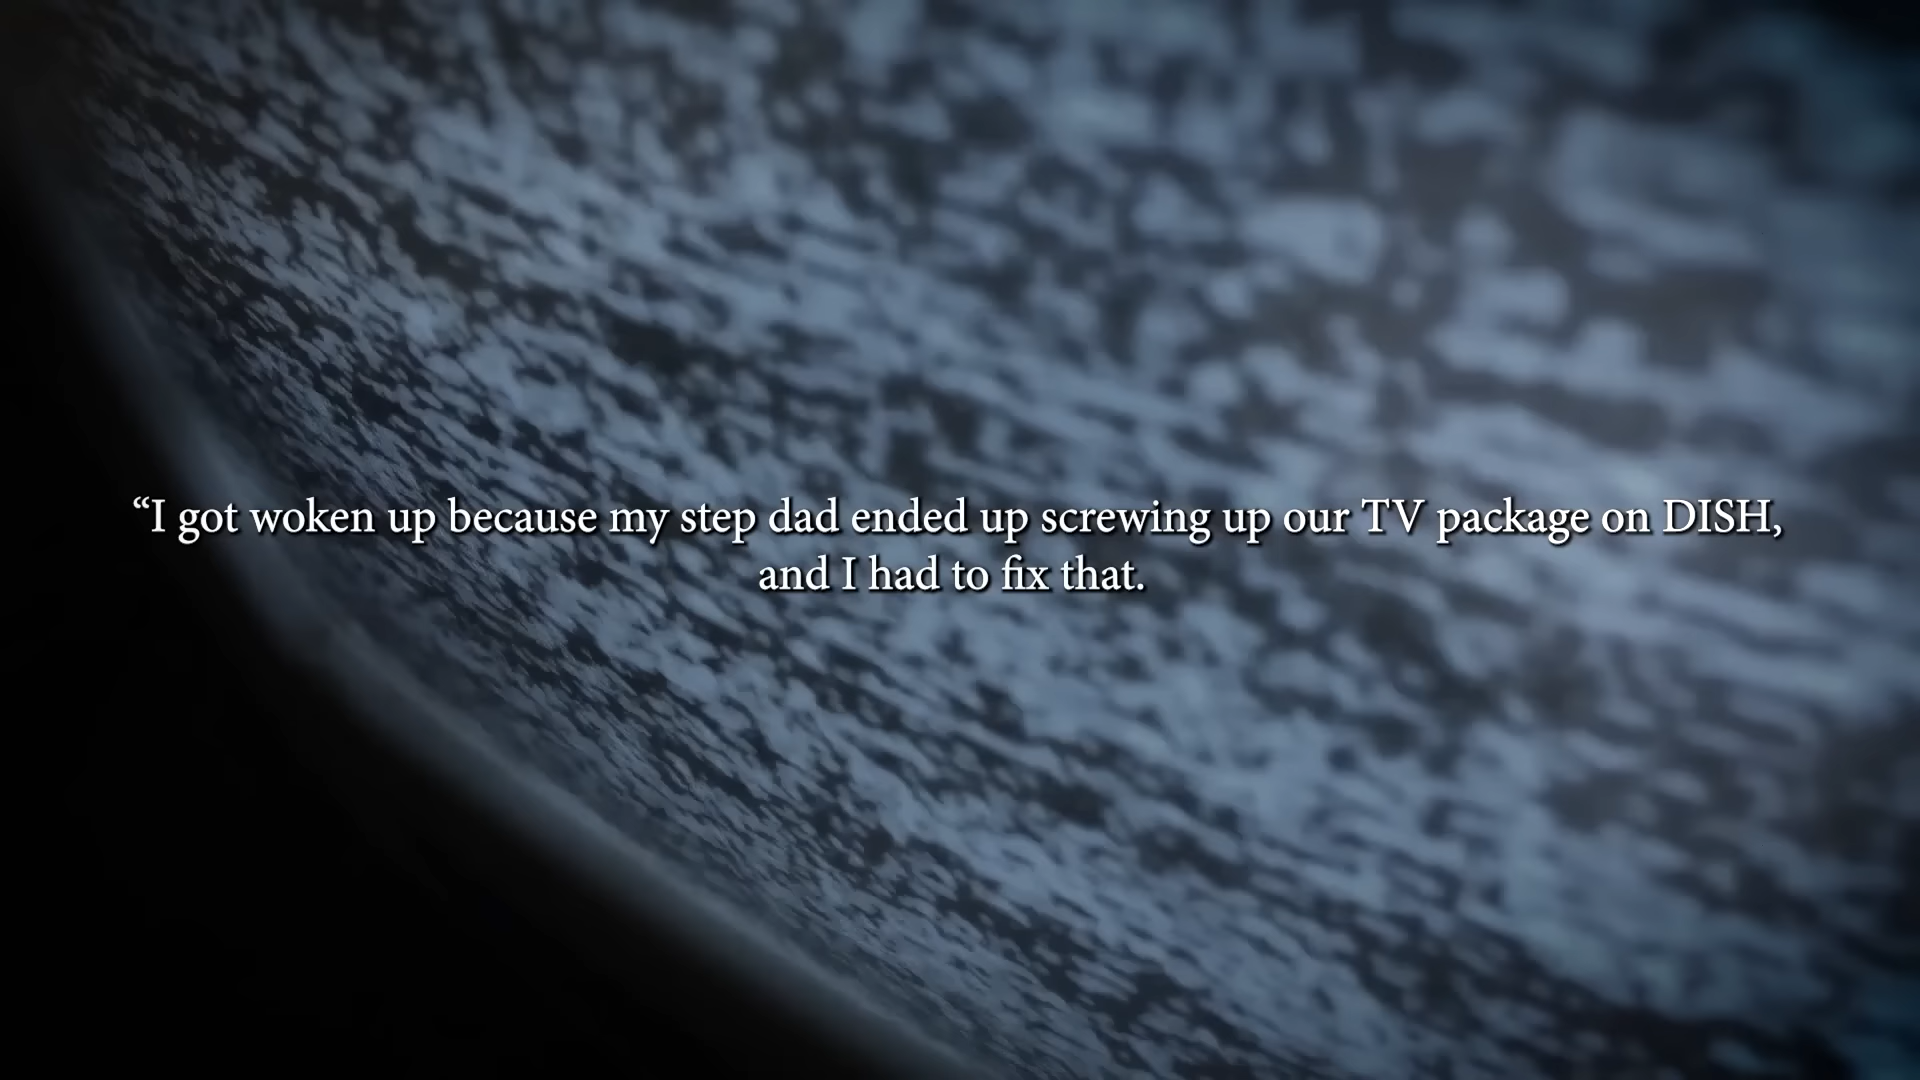 “I got woken up because my step dad ended up screwing up our TV package on DISH,
and I had to fix that.